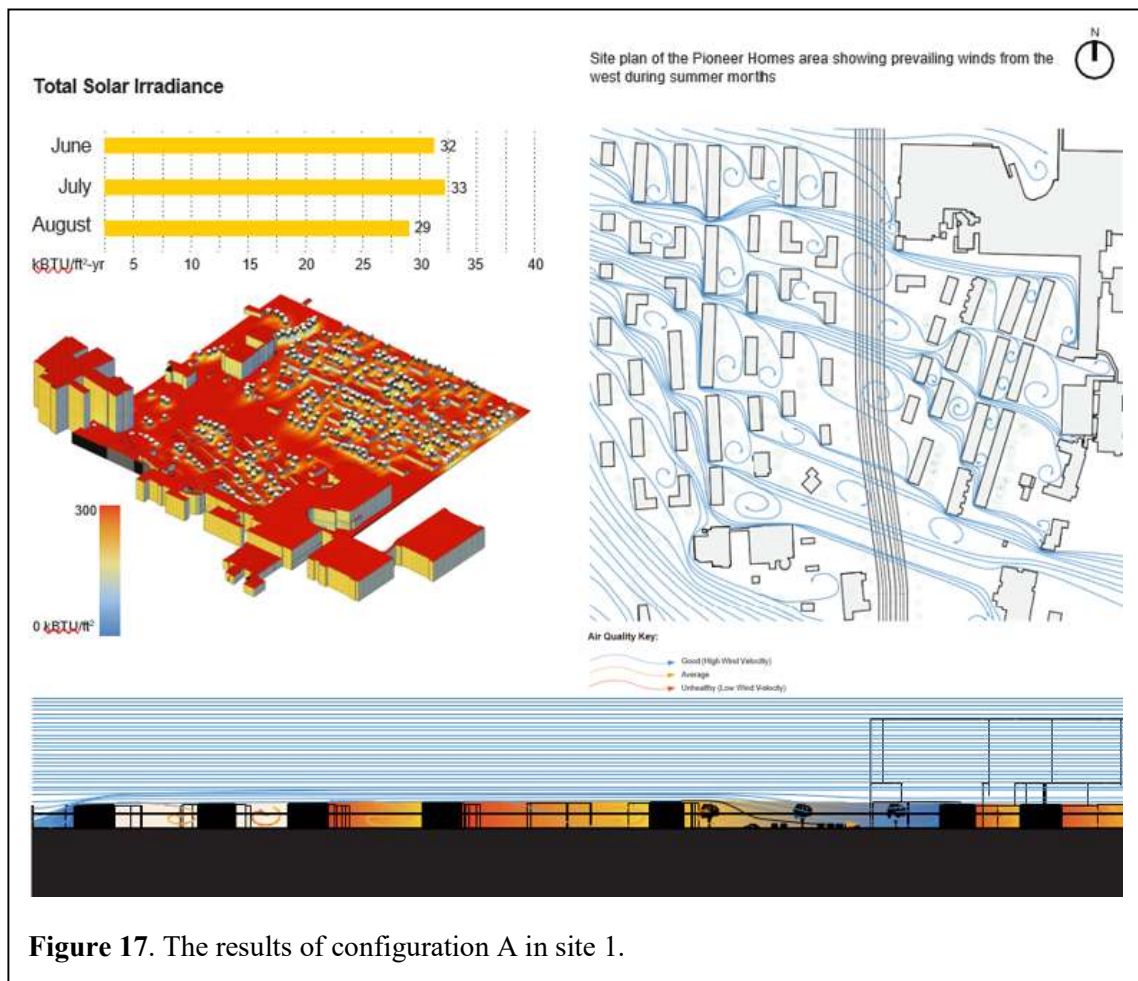 N
Site plan of the Pioneer Homes area showing prevailing winds from the
west during summer months
Total Solar Irradiance
June 32
July 33
August 29
kBTU/ft²-yr 5 10 15 20 25 30 35 40
300
0 kBTU/ft²
Air Quality Key:
Good (High Wind Velocity)
Average
Unhealthy (Low Wind Velocity)
Figure 17. The results of configuration A in site 1.